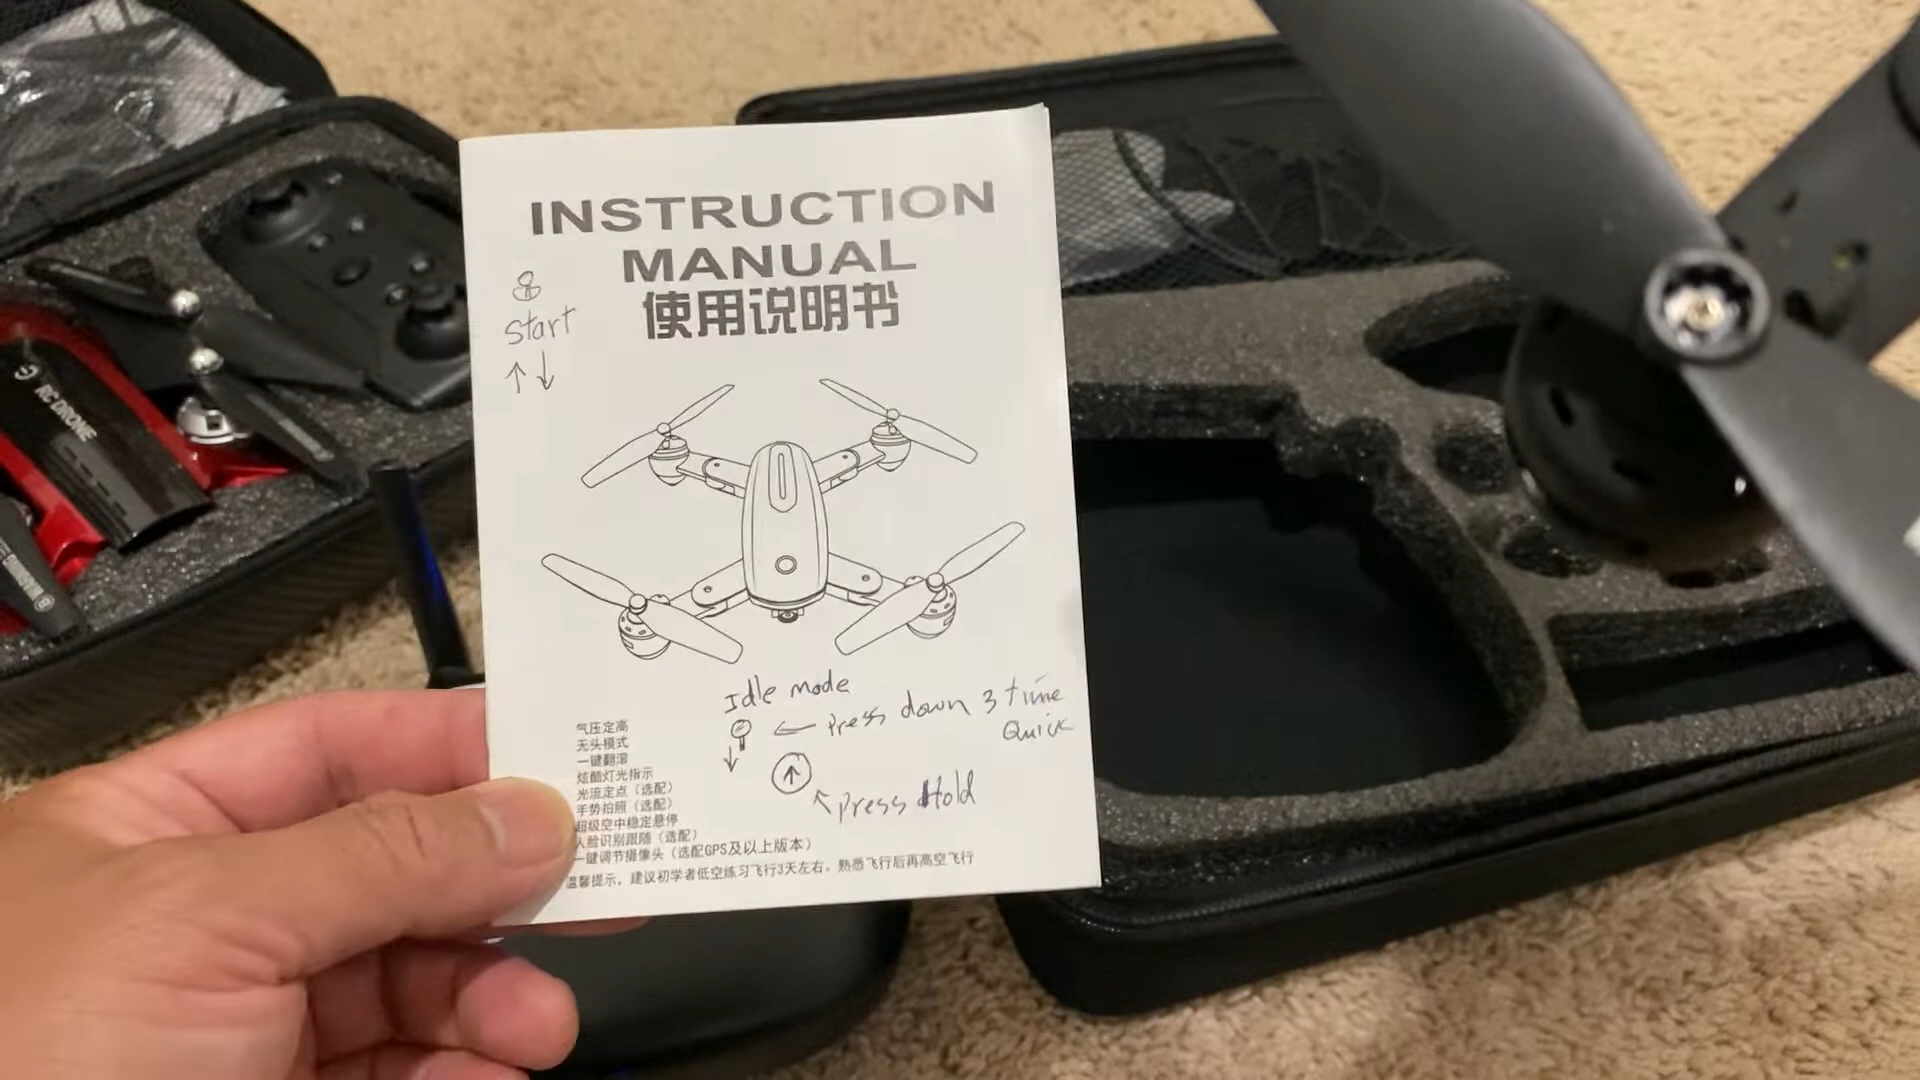 INSTRUCTION
MANUAL
使用说明书
Start
↑↓
RC DRONE
Idle mode
↓ ← Press down 3 time
Quick
↑ Press Hold
气压定高
无头模式
一键翻滚
炫酷灯光指示
光流定点（选配）
手势拍照（选配）
超级空中稳定悬停
人脸识别跟随（选配）
一键调节摄像头（选配GPS及以上版本）
温馨提示，建议初学者低空练习飞行3天左右。熟悉飞行后再高空飞行